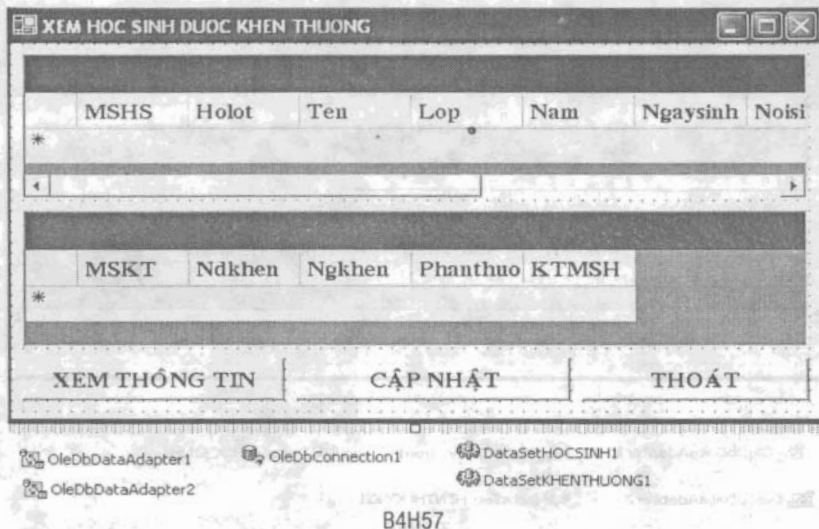 XEM HOC SINH DUOC KHEN THUONG
MSHS Holot Ten Lop Nam Ngaysinh Noisi
*
MSKT Ndkhen Ngkhen Phanthuo KTMSH
*
XEM THÔNG TIN CẬP NHẬT THOÁT
OleDbDataAdapter1 OleDbConnection1 DataSetHOCSINH1
OleDbDataAdapter2 DataSetKHENTHUONG1
B4H57